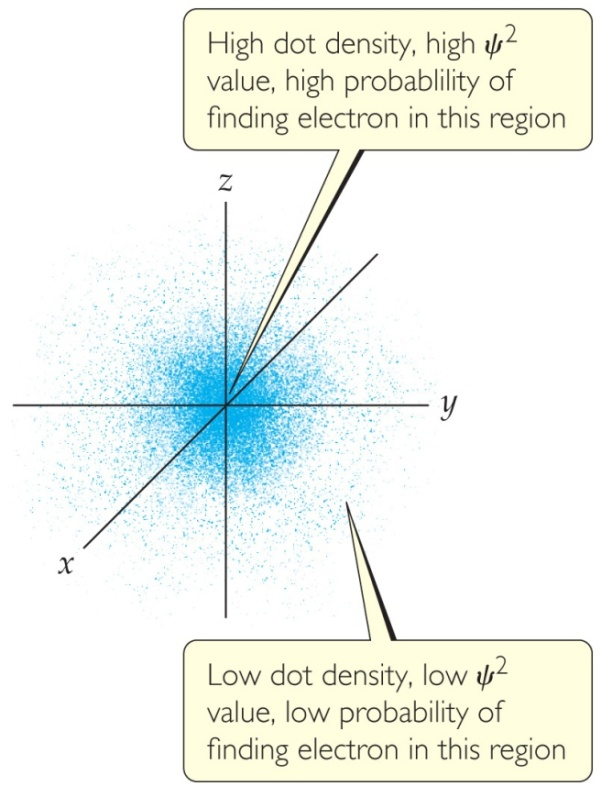 High dot density, high ψ²
value, high probablility of
finding electron in this region
z
y
x
Low dot density, low ψ²
value, low probability of
finding electron in this region